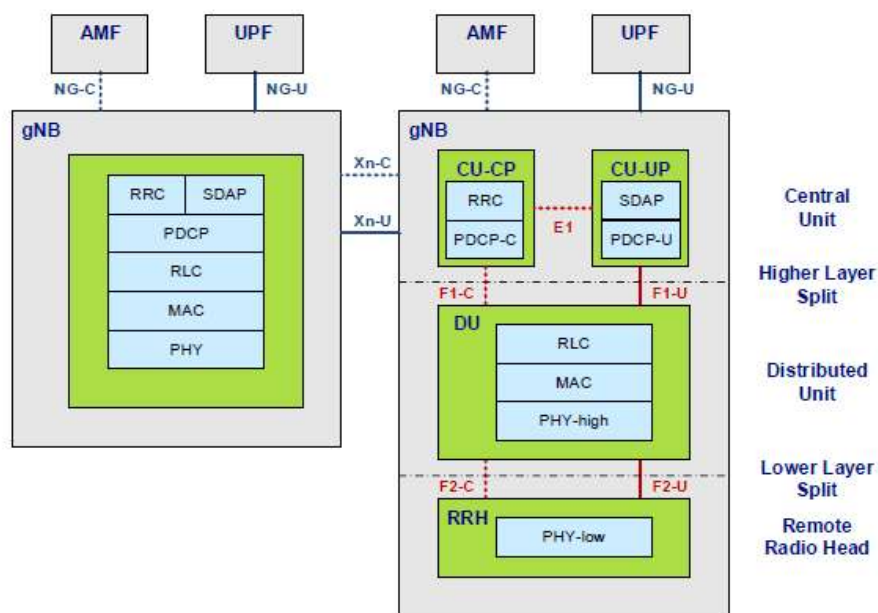 AMF
UPF
AMF
UPF
NG-C
NG-U
NG-C
NG-U
gNB
gNB
Xn-C
Xn-U
RRC
SDAP
PDCP
RLC
MAC
PHY
CU-CP
CU-UP
RRC
SDAP
E1
PDCP-C
PDCP-U
Central
Unit
F1-C
F1-U
Higher Layer
Split
DU
RLC
MAC
PHY-high
Distributed
Unit
F2-C
F2-U
Lower Layer
Split
RRH
PHY-low
Remote
Radio Head